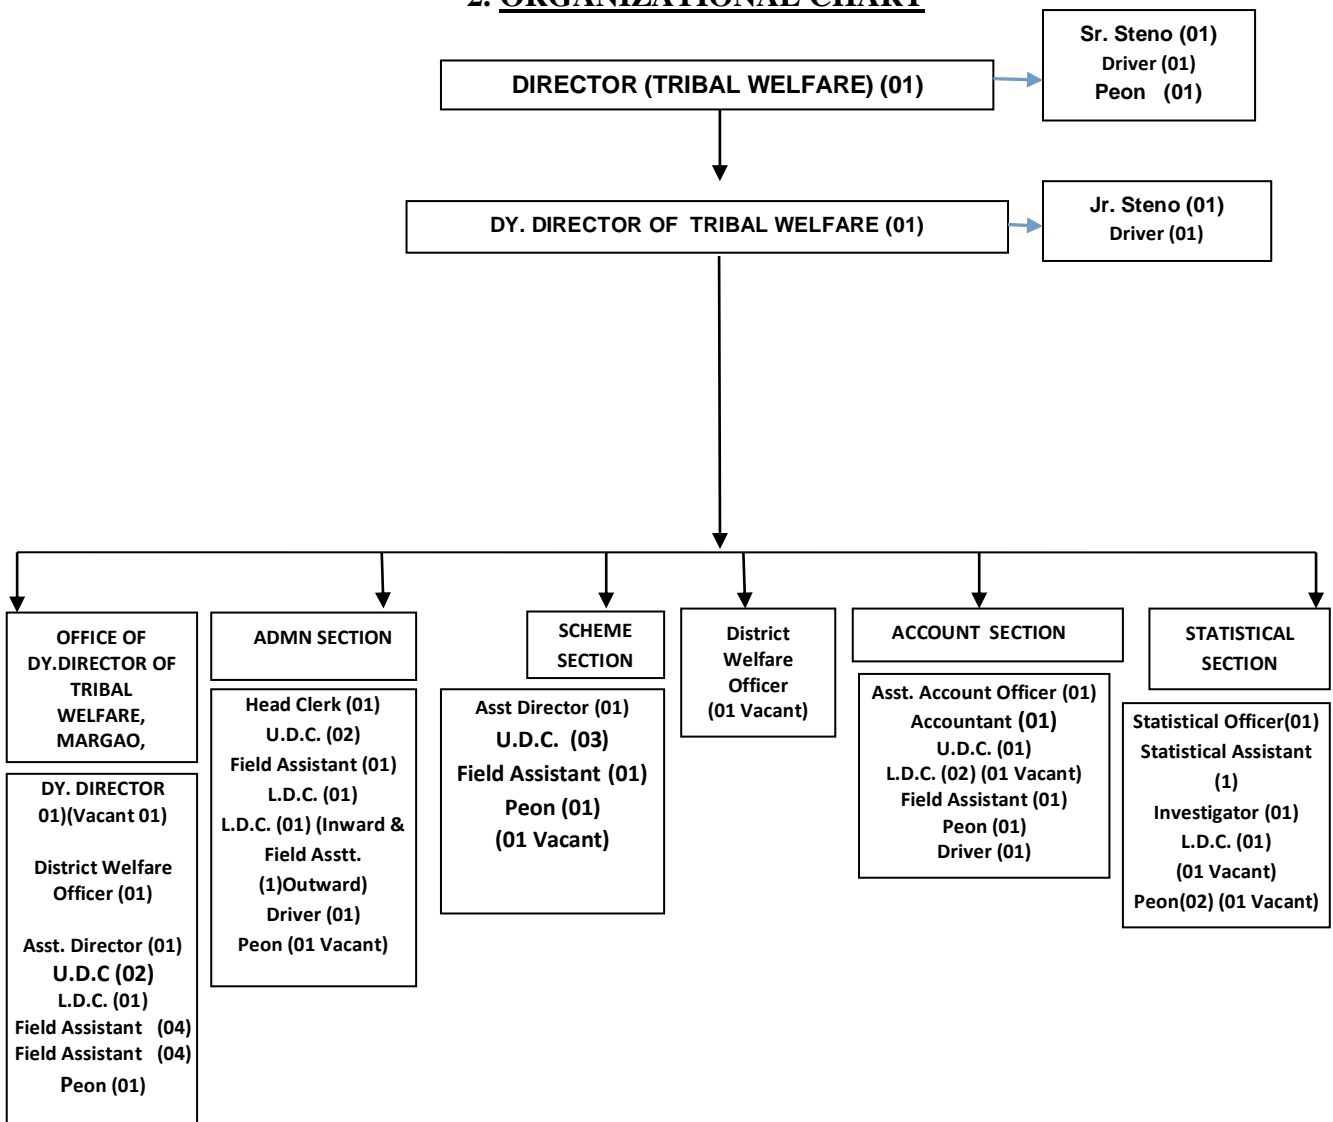 2. ORGANIZATIONAL CHART
Sr. Steno (01)
Driver (01)
Peon (01)
DIRECTOR (TRIBAL WELFARE) (01)
Jr. Steno (01)
Driver (01)
DY. DIRECTOR OF TRIBAL WELFARE (01)
OFFICE OF
DY.DIRECTOR OF
TRIBAL
WELFARE,
MARGAO,
DY. DIRECTOR
01)(Vacant 01)
District Welfare
Officer (01)
Asst. Director (01)
U.D.C (02)
L.D.C. (01)
Field Assistant (04)
Field Assistant (04)
Peon (01)
ADMN SECTION
Head Clerk (01)
U.D.C. (02)
Field Assistant (01)
L.D.C. (01)
L.D.C. (01) (Inward &
Field Asstt.
(1)Outward)
Driver (01)
Peon (01 Vacant)
SCHEME
SECTION
Asst Director (01)
U.D.C. (03)
Field Assistant (01)
Peon (01)
(01 Vacant)
District
Welfare
Officer
(01 Vacant)
ACCOUNT SECTION
Asst. Account Officer (01)
Accountant (01)
U.D.C. (01)
L.D.C. (02) (01 Vacant)
Field Assistant (01)
Peon (01)
Driver (01)
STATISTICAL
SECTION
Statistical Officer(01)
Statistical Assistant
(1)
Investigator (01)
L.D.C. (01)
(01 Vacant)
Peon(02) (01 Vacant)